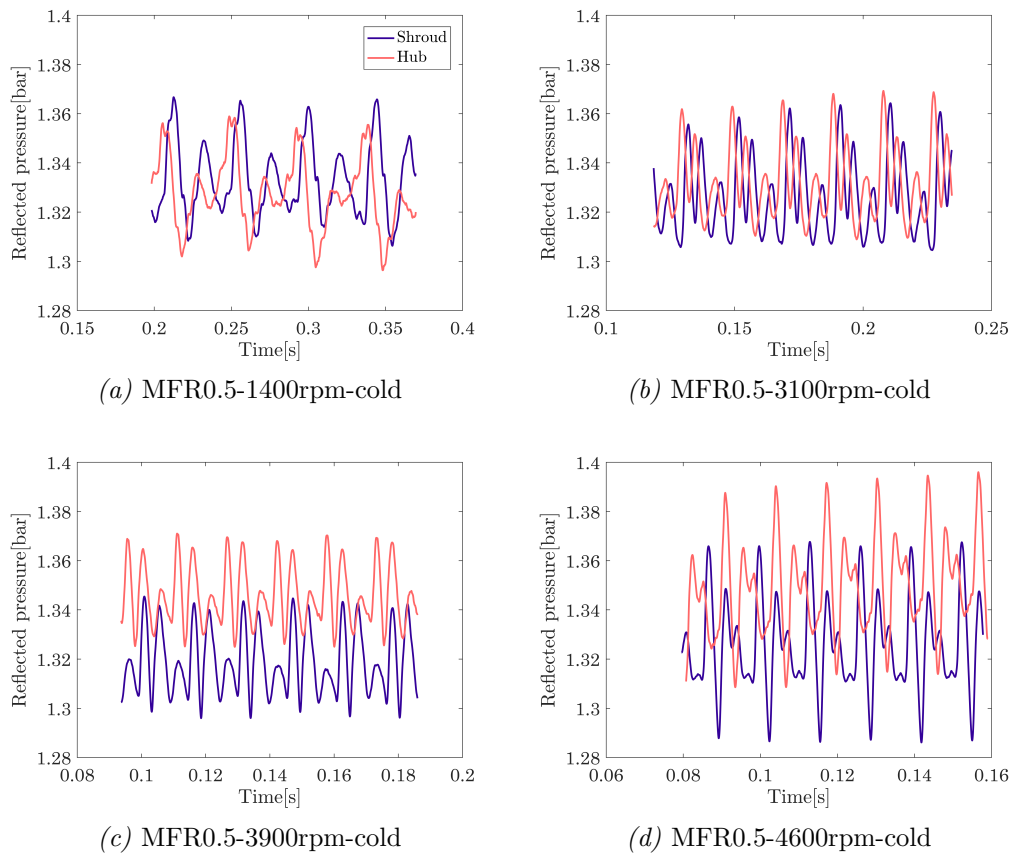 1.4
1.38
1.36
1.34
1.32
1.3
1.28
0.15 0.2 0.25 0.3 0.35 0.4
Time[s]
Reflected pressure[bar]
Shroud
Hub
(a) MFR0.5-1400rpm-cold
1.4
1.38
1.36
1.34
1.32
1.3
1.28
0.1 0.15 0.2 0.25
Time[s]
Reflected pressure[bar]
(b) MFR0.5-3100rpm-cold
1.4
1.38
1.36
1.34
1.32
1.3
1.28
0.08 0.1 0.12 0.14 0.16 0.18 0.2
Time[s]
Reflected pressure[bar]
(c) MFR0.5-3900rpm-cold
1.4
1.38
1.36
1.34
1.32
1.3
1.28
0.06 0.08 0.1 0.12 0.14 0.16
Time[s]
Reflected pressure[bar]
(d) MFR0.5-4600rpm-cold